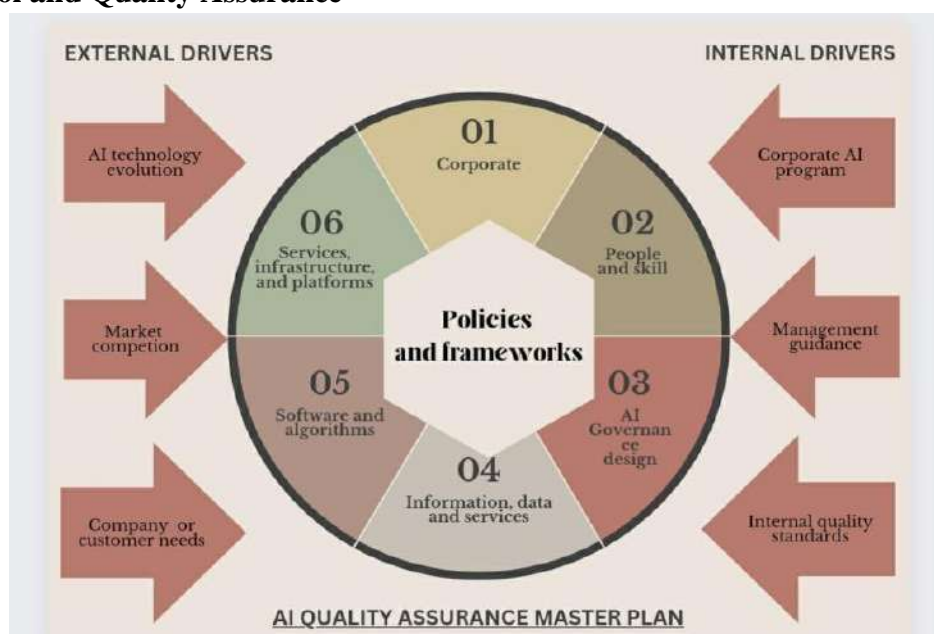 and Quality Assurance
EXTERNAL DRIVERS
INTERNAL DRIVERS
AI technology
evolution
Market
competion
Company or
customer needs
01
Corporate
02
People
and skill
03
AI
Governan
ce
design
04
Information, data
and services
05
Software and
algorithms
06
Services,
infrastructure,
and platforms
Policies
and frameworks
Corporate AI
program
Management
guidance
Internal quality
standards
AI QUALITY ASSURANCE MASTER PLAN